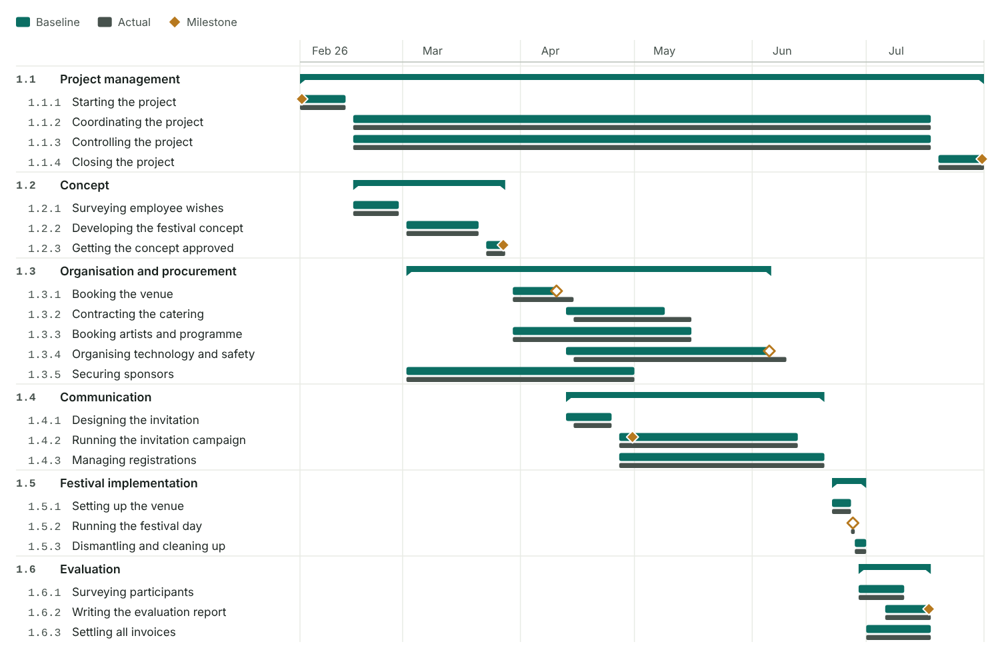 Baseline Actual Milestone
Feb 26 Mar Apr May Jun Jul
1.1 Project management
1.1.1 Starting the project
1.1.2 Coordinating the project
1.1.3 Controlling the project
1.1.4 Closing the project
1.2 Concept
1.2.1 Surveying employee wishes
1.2.2 Developing the festival concept
1.2.3 Getting the concept approved
1.3 Organisation and procurement
1.3.1 Booking the venue
1.3.2 Contracting the catering
1.3.3 Booking artists and programme
1.3.4 Organising technology and safety
1.3.5 Securing sponsors
1.4 Communication
1.4.1 Designing the invitation
1.4.2 Running the invitation campaign
1.4.3 Managing registrations
1.5 Festival implementation
1.5.1 Setting up the venue
1.5.2 Running the festival day
1.5.3 Dismantling and cleaning up
1.6 Evaluation
1.6.1 Surveying participants
1.6.2 Writing the evaluation report
1.6.3 Settling all invoices